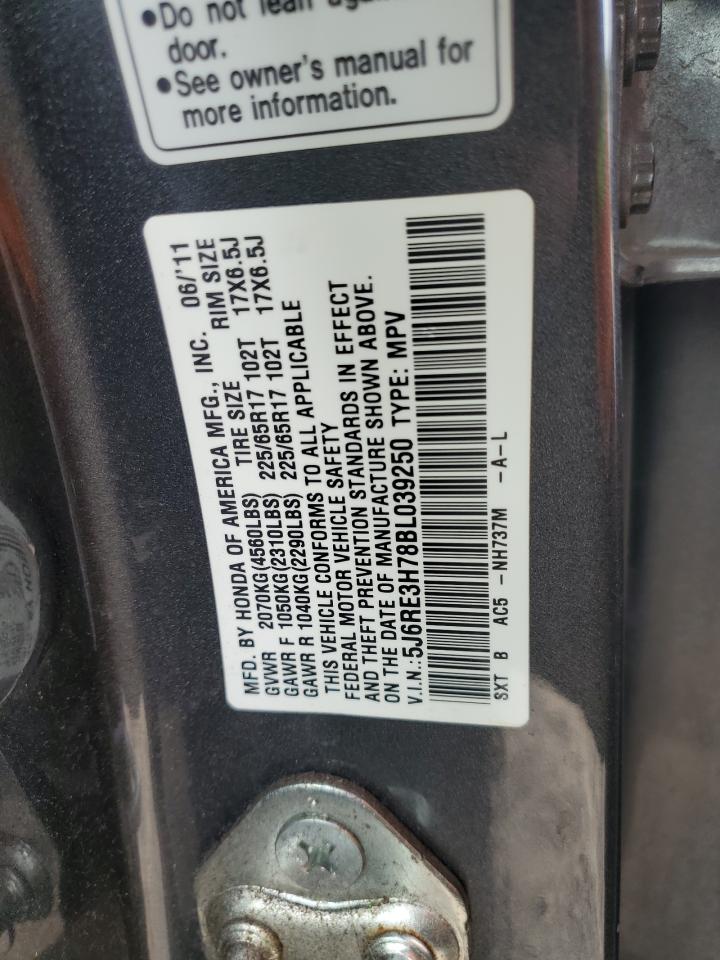 •Do not lean
door.
•See owner's manual for
more information.
MFD. BY HONDA OF AMERICA MFG., INC. 06/'11
GVWR 2070KG(4560LBS) TIRE SIZE RIM SIZE
GAWR F 1050KG(2310LBS) 225/65R17 102T 17X6.5J
GAWR R 1040KG(2290LBS) 225/65R17 102T 17X6.5J
THIS VEHICLE CONFORMS TO ALL APPLICABLE
FEDERAL MOTOR VEHICLE SAFETY
AND THEFT PREVENTION STANDARDS IN EFFECT
ON THE DATE OF MANUFACTURE SHOWN ABOVE.
V.I.N.:5J6RE3H78BL039250 TYPE: MPV
SXT B AC5 -NH737M -A-L